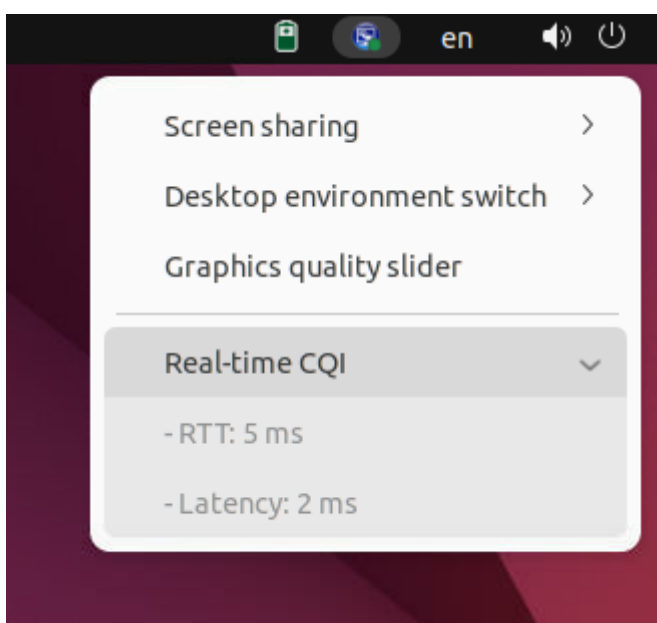 en
Screen sharing
Desktop environment switch
Graphics quality slider
Real-time CQI
- RTT: 5 ms
- Latency: 2 ms